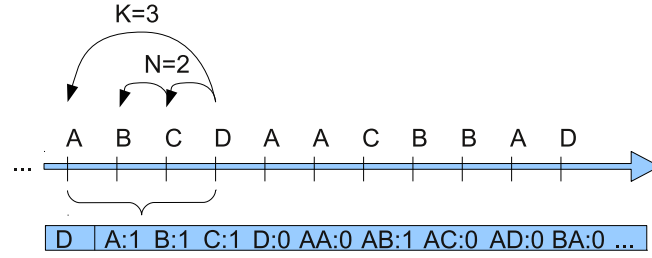 K=3
N=2
A B C D A A C B B A D
...
D A:1 B:1 C:1 D:0 AA:0 AB:1 AC:0 AD:0 BA:0 ...